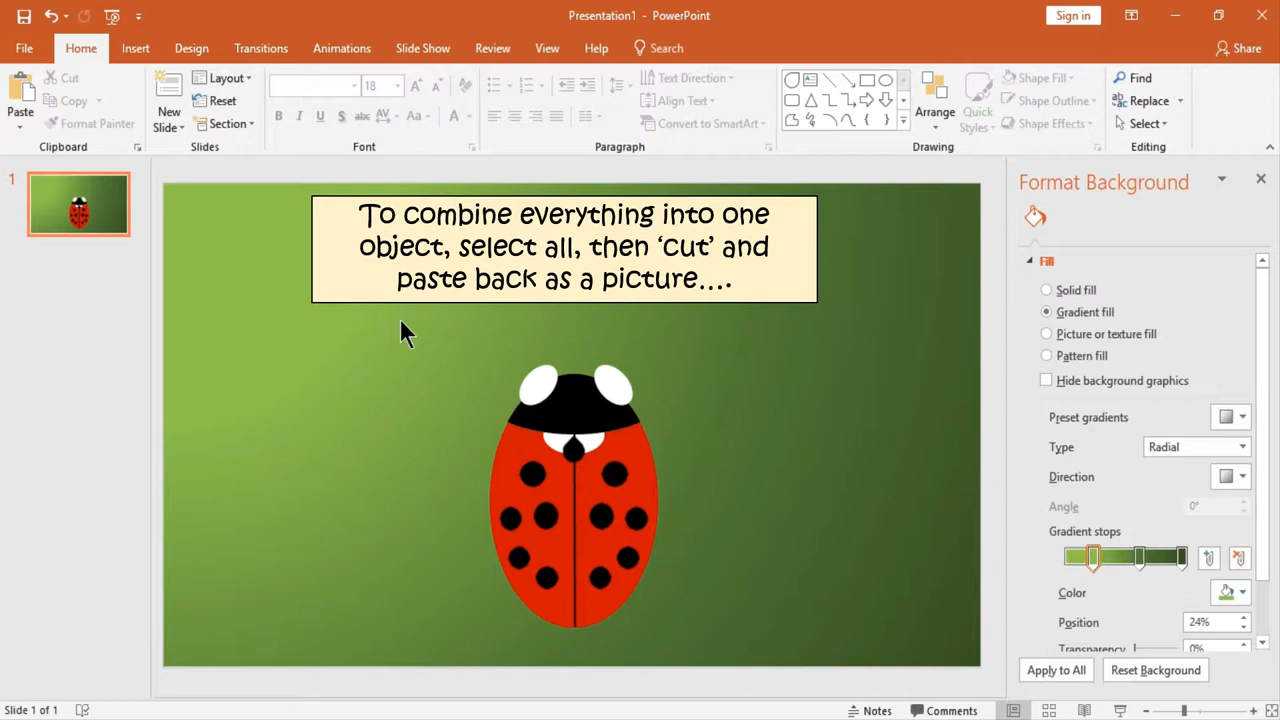 Presentation1 - PowerPoint
Sign in
File Home Insert Design Transitions Animations Slide Show Review View Help Search Share
Paste
Cut
Copy
Format Painter
Clipboard
New Slide
Layout
Reset
Section
Slides
18
B I U S abc AV Aa A
Font
Text Direction
Align Text
Convert to SmartArt
Paragraph
Arrange
Quick Styles
Shape Fill
Shape Outline
Shape Effects
Drawing
Find
Replace
Select
Editing
1
To combine everything into one
object, select all, then ‘cut’ and
paste back as a picture….
Format Background
Fill
Solid fill
Gradient fill
Picture or texture fill
Pattern fill
Hide background graphics
Preset gradients
Type Radial
Direction
Angle 0°
Gradient stops
Color
Position 24%
Transparency 0%
Apply to All Reset Background
Slide 1 of 1 Notes Comments